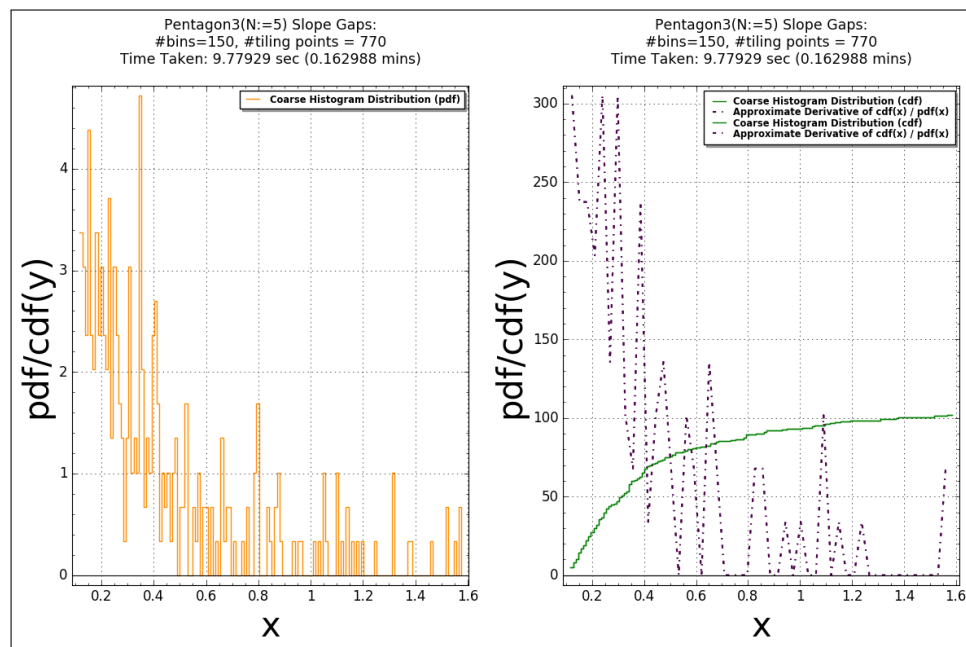 Pentagon3(N:=5) Slope Gaps:
#bins=150, #tiling points = 770
Time Taken: 9.77929 sec (0.162988 mins)
Coarse Histogram Distribution (pdf)
pdf/cdf(y)
4
3
2
1
0
0.2 0.4 0.6 0.8 1 1.2 1.4 1.6
x
Pentagon3(N:=5) Slope Gaps:
#bins=150, #tiling points = 770
Time Taken: 9.77929 sec (0.162988 mins)
Coarse Histogram Distribution (cdf)
Approximate Derivative of cdf(x) / pdf(x)
Coarse Histogram Distribution (cdf)
Approximate Derivative of cdf(x) / pdf(x)
pdf/cdf(y)
300
250
200
150
100
50
0
0.2 0.4 0.6 0.8 1 1.2 1.4 1.6
x